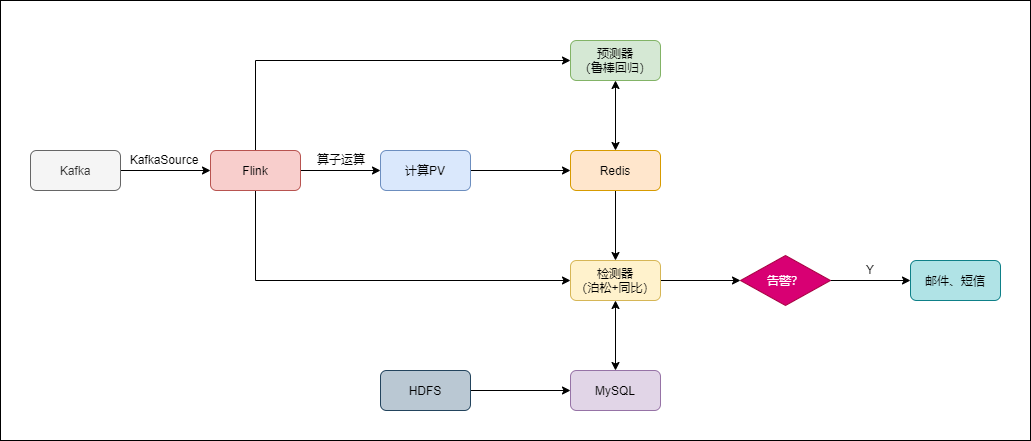 预测器
（鲁棒回归）
Kafka
KafkaSource
Flink
算子运算
计算PV
Redis
检测器
（泊松+同比）
告警?
Y
邮件、短信
HDFS
MySQL